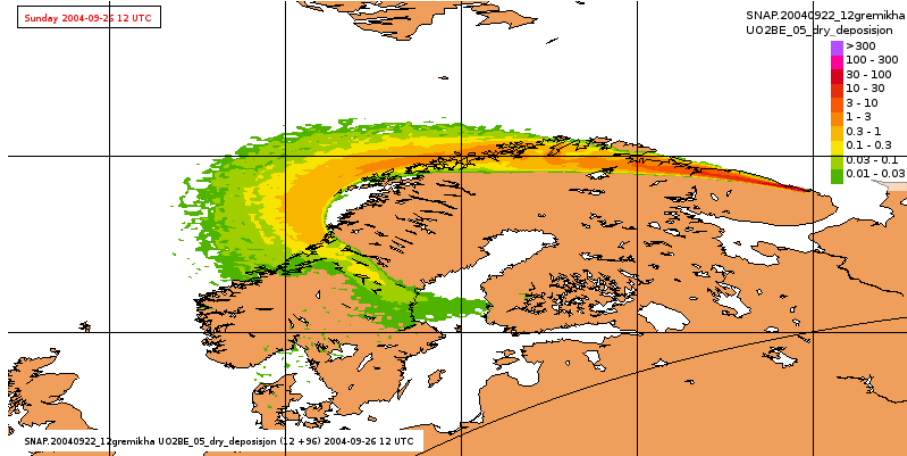 Sunday 2004-09-26 12 UTC
SNAP.20040922_12gremikha
UO2BE_05_dry_deposisjon
>300
100 - 300
30 - 100
10 - 30
3 - 10
1 - 3
0.3 - 1
0.1 - 0.3
0.03 - 0.1
0.01 - 0.03
SNAP.20040922_12gremikha UO2BE_05_dry_deposisjon (12 +96) 2004-09-26 12 UTC